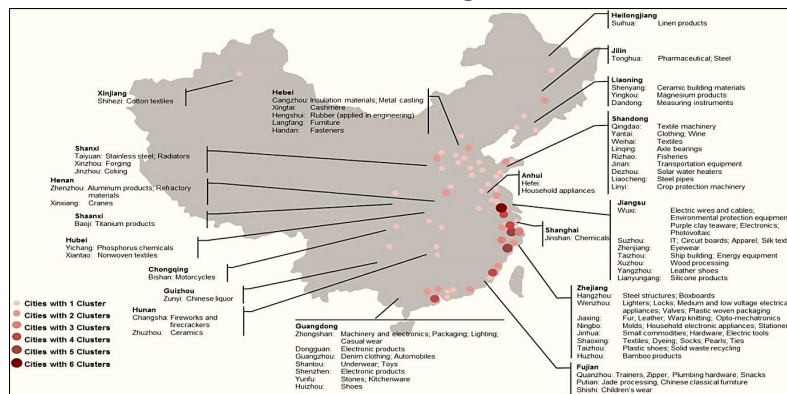 Heilongjiang
Suihua: Linen products
Jilin
Tonghua: Pharmaceutical; Steel
Liaoning
Shenyang: Ceramic building materials
Yingkou: Magnesium products
Dandong: Measuring instruments
Xinjiang
Shihezi: Cotton textiles
Hebei
Cangzhou: Insulation materials; Metal casting
Xingtai: Cashmere
Hengshui: Rubber (applied in engineering)
Langfang: Furniture
Handan: Fasteners
Shandong
Qingdao: Textile machinery
Yantai: Clothing; Wine
Weihai: Textiles
Linqing: Axle bearings
Rizhao: Fisheries
Jinan: Transportation equipment
Dezhou: Solar water heaters
Liaocheng: Steel pipes
Linyi: Crop protection machinery
Shanxi
Taiyuan: Stainless steel; Radiators
Xinzhou: Forging
Jinzhou: Coking
Anhui
Hefei:
Household appliances
Henan
Zhenzhou: Aluminum products; Refractory
materials
Xinxiang: Cranes
Jiangsu
Wuxi: Electric wires and cables;
Environmental protection equipment
Purple clay teaware; Electronics;
Photovoltaic
Suzhou: IT; Circuit boards; Apparel; Silk text
Zhenjiang: Eyewear
Taizhou: Ship building; Energy equipment
Xuzhou: Wood processing
Yangzhou: Leather shoes
Lianyungang: Silicone products
Shaanxi
Baoji: Titanium products
Shanghai
Jinshan: Chemicals
Hubei
Yichang: Phosphorus chemicals
Xiantao: Nonwoven textiles
Chongqing
Bishan: Motorcycles
Guizhou
Zunyi: Chinese liquor
Hunan
Changsha: Fireworks and
firecrackers
Zhuzhou: Ceramics
Zhejiang
Hangzhou: Steel structures; Boxboards
Wenzhou: Lighters; Locks; Medium and low voltage electrical
appliances; Valves; Plastic woven packaging
Jiaxing: Fur; Leather; Warp knitting; Opto-mechatronics
Ningbo: Molds; Household electronic appliances; Stationer
Jinhua: Small commodities; Hardware; Electric tools
Shaoxing: Textiles; Dyeing; Socks; Pearls; Ties
Taizhou: Plastic shoes; Solid waste recycling
Huzhou: Bamboo products
Cities with 1 Cluster
Cities with 2 Clusters
Cities with 3 Clusters
Cities with 4 Clusters
Cities with 5 Clusters
Cities with 6 Clusters
Guangdong
Zhongshan: Machinery and electronics; Packaging; Lighting;
Casual wear
Dongguan: Electronic products
Guangzhou: Denim clothing; Automobiles
Shantou: Underwear; Toys
Shenzhen: Electronic products
Yunfu: Stones; Kitchenware
Huizhou: Shoes
Fujian
Quanzhou: Trainers, Zipper, Plumbing hardware, Snacks
Putian: Jade processing, Chinese classical furniture
Shishi: Children's wear